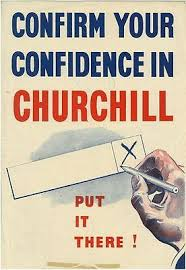 CONFIRM YOUR
CONFIDENCE IN
CHURCHILL
X
PUT
IT
THERE!